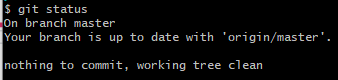 $ git status
On branch master
Your branch is up to date with 'origin/master'.
nothing to commit, working tree clean